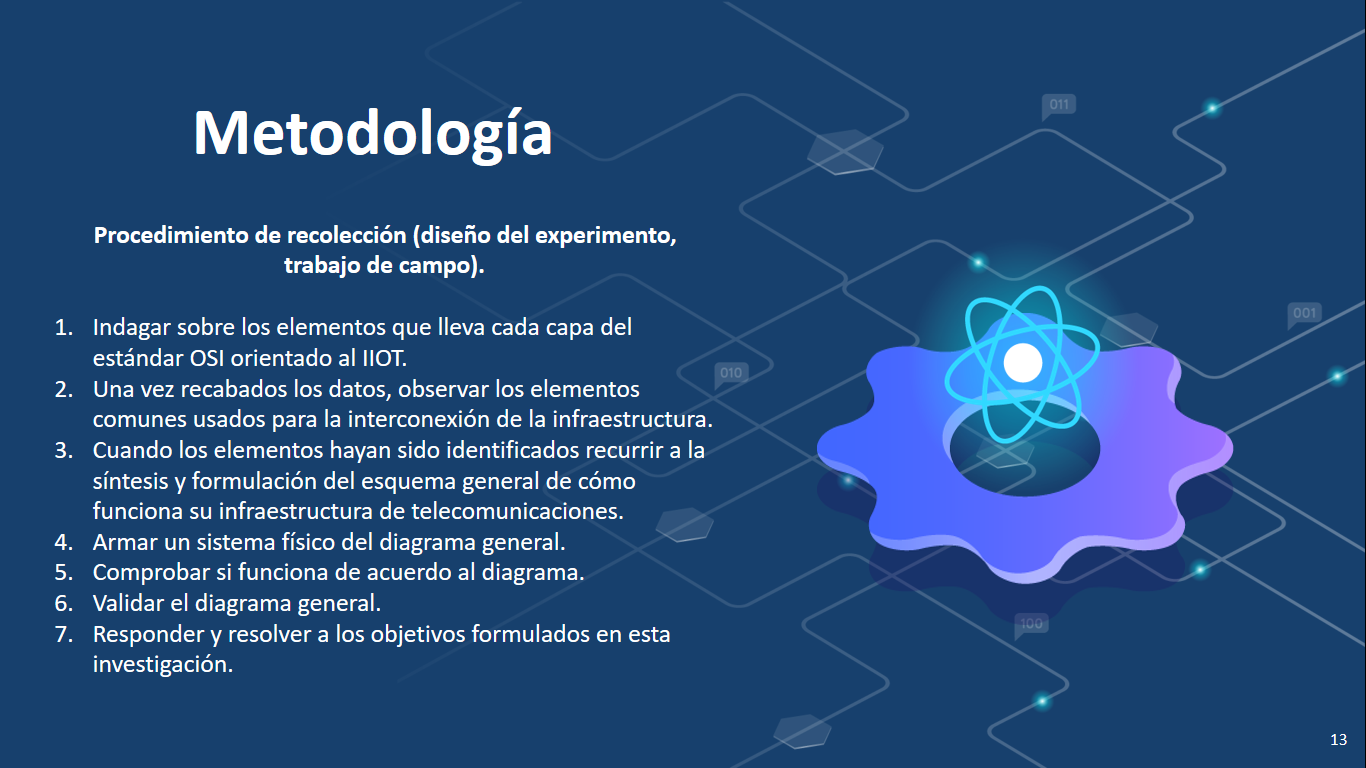 Metodología
Procedimiento de recolección (diseño del experimento,
trabajo de campo).
1. Indagar sobre los elementos que lleva cada capa del
estándar OSI orientado al IIOT.
2. Una vez recabados los datos, observar los elementos
comunes usados para la interconexión de la infraestructura.
3. Cuando los elementos hayan sido identificados recurrir a la
síntesis y formulación del esquema general de cómo
funciona su infraestructura de telecomunicaciones.
4. Armar un sistema físico del diagrama general.
5. Comprobar si funciona de acuerdo al diagrama.
6. Validar el diagrama general.
7. Responder y resolver a los objetivos formulados en esta
investigación.
011
001
010
100
13